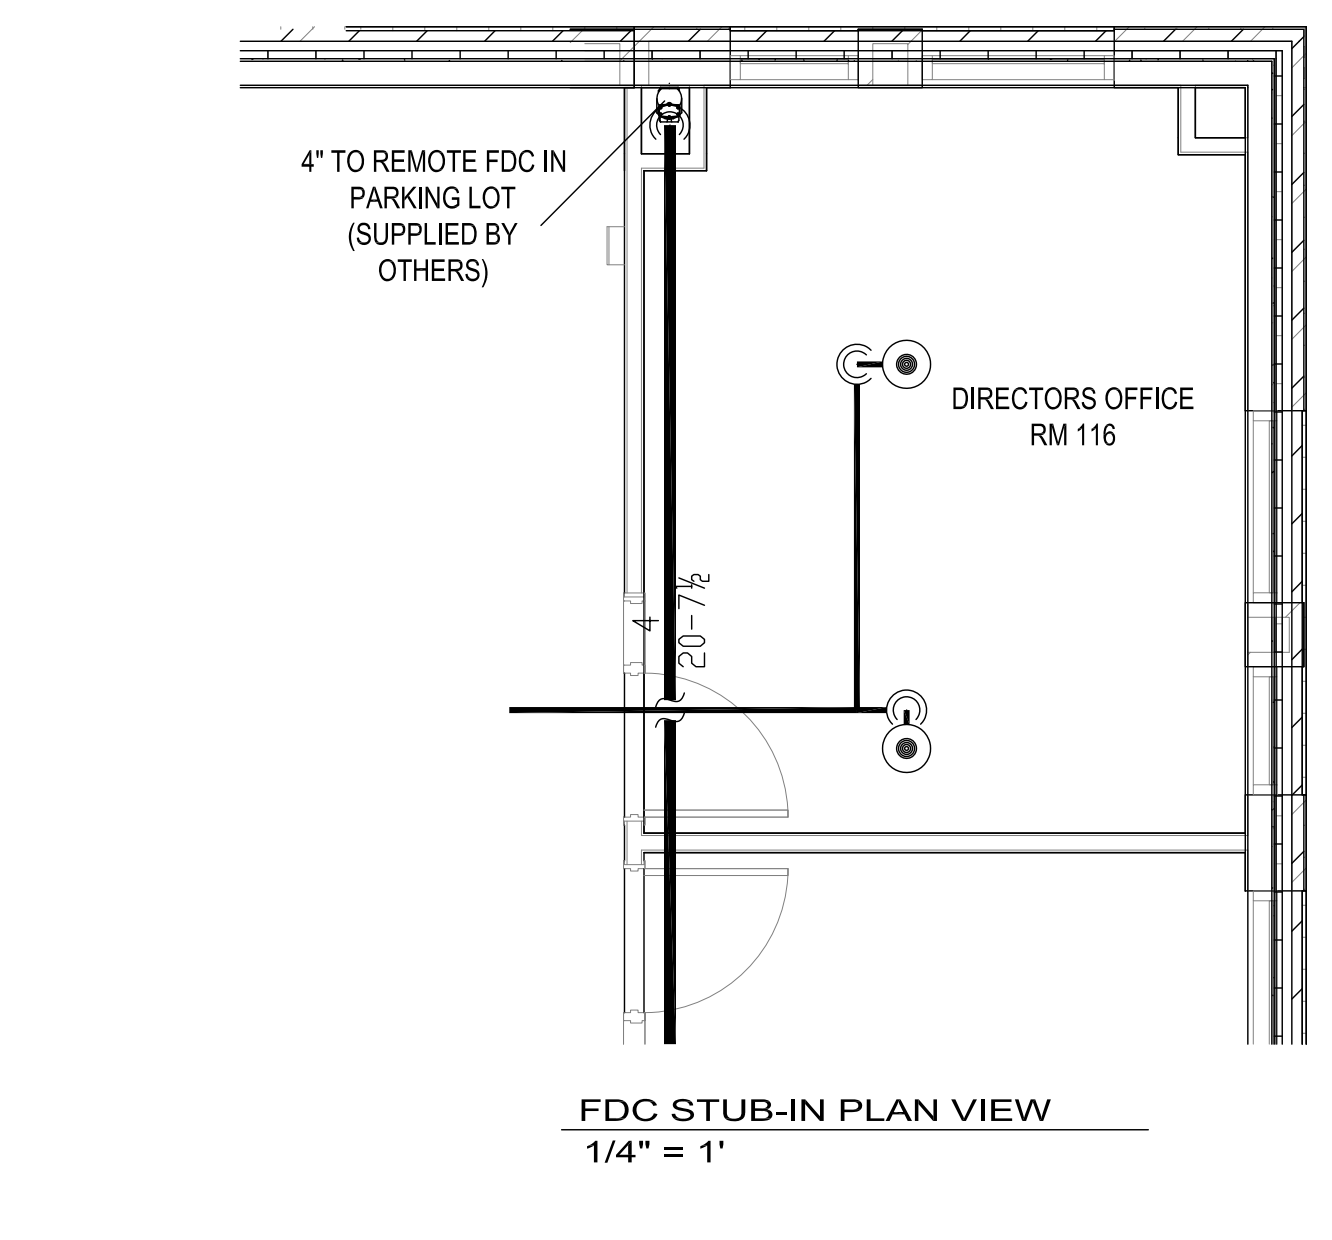 4" TO REMOTE FDC IN
PARKING LOT
(SUPPLIED BY
OTHERS)
DIRECTORS OFFICE
RM 116
4
20-7½
FDC STUB-IN PLAN VIEW
1/4" = 1'